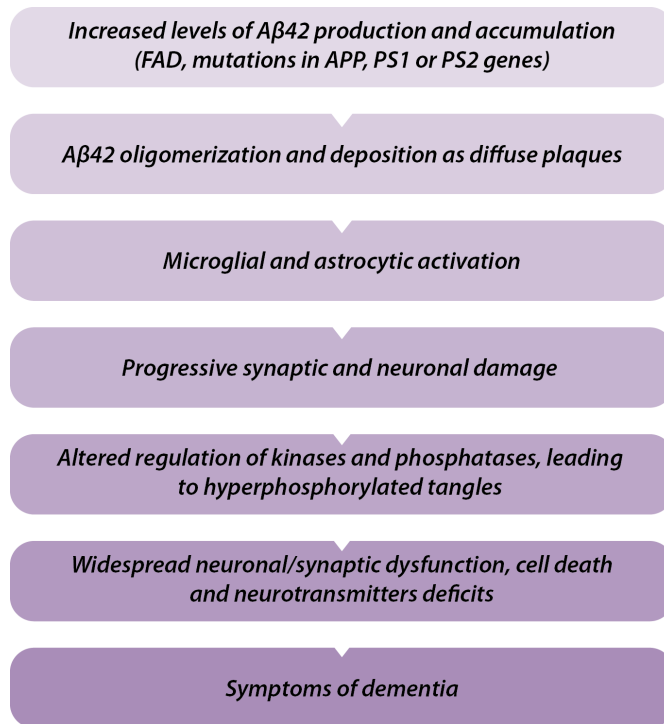 Increased levels of Aβ42 production and accumulation
(FAD, mutations in APP, PS1 or PS2 genes)
Aβ42 oligomerization and deposition as diffuse plaques
Microglial and astrocytic activation
Progressive synaptic and neuronal damage
Altered regulation of kinases and phosphatases, leading
to hyperphosphorylated tangles
Widespread neuronal/synaptic dysfunction, cell death
and neurotransmitters deficits
Symptoms of dementia